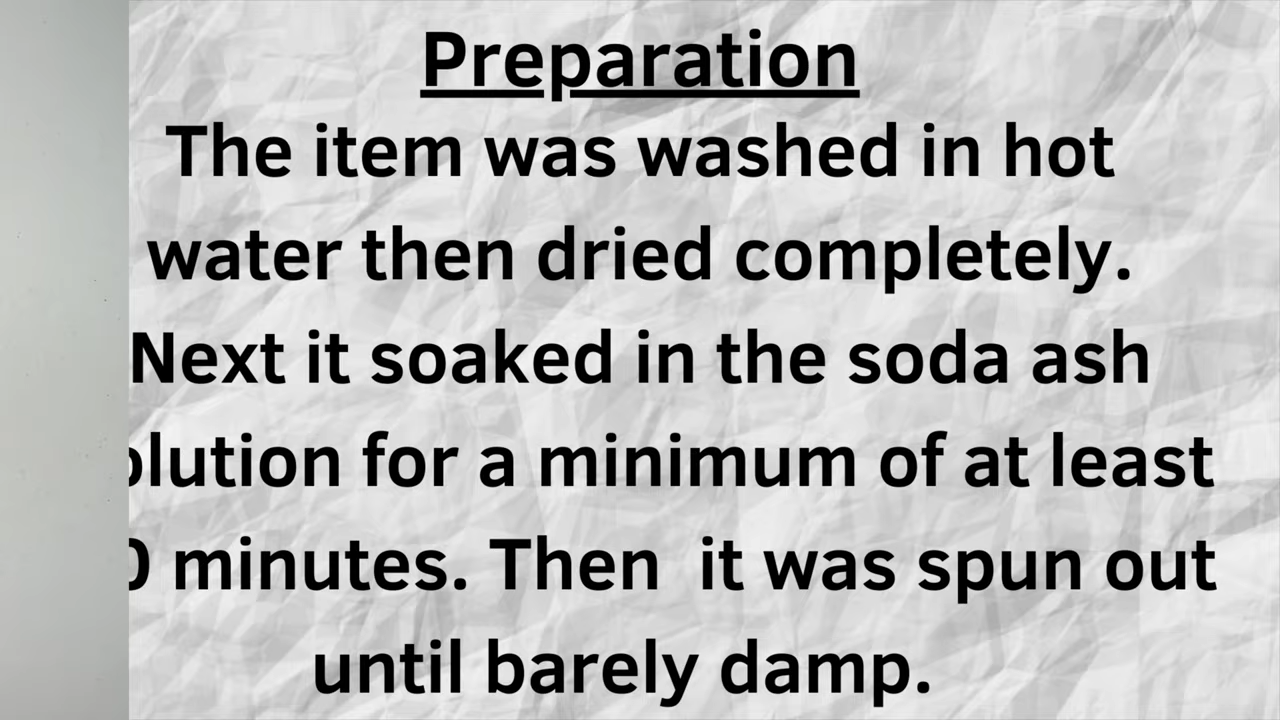 Preparation
The item was washed in hot
water then dried completely.
Next it soaked in the soda ash
for a minimum of at least
minutes. Then it was spun out
until barely damp.